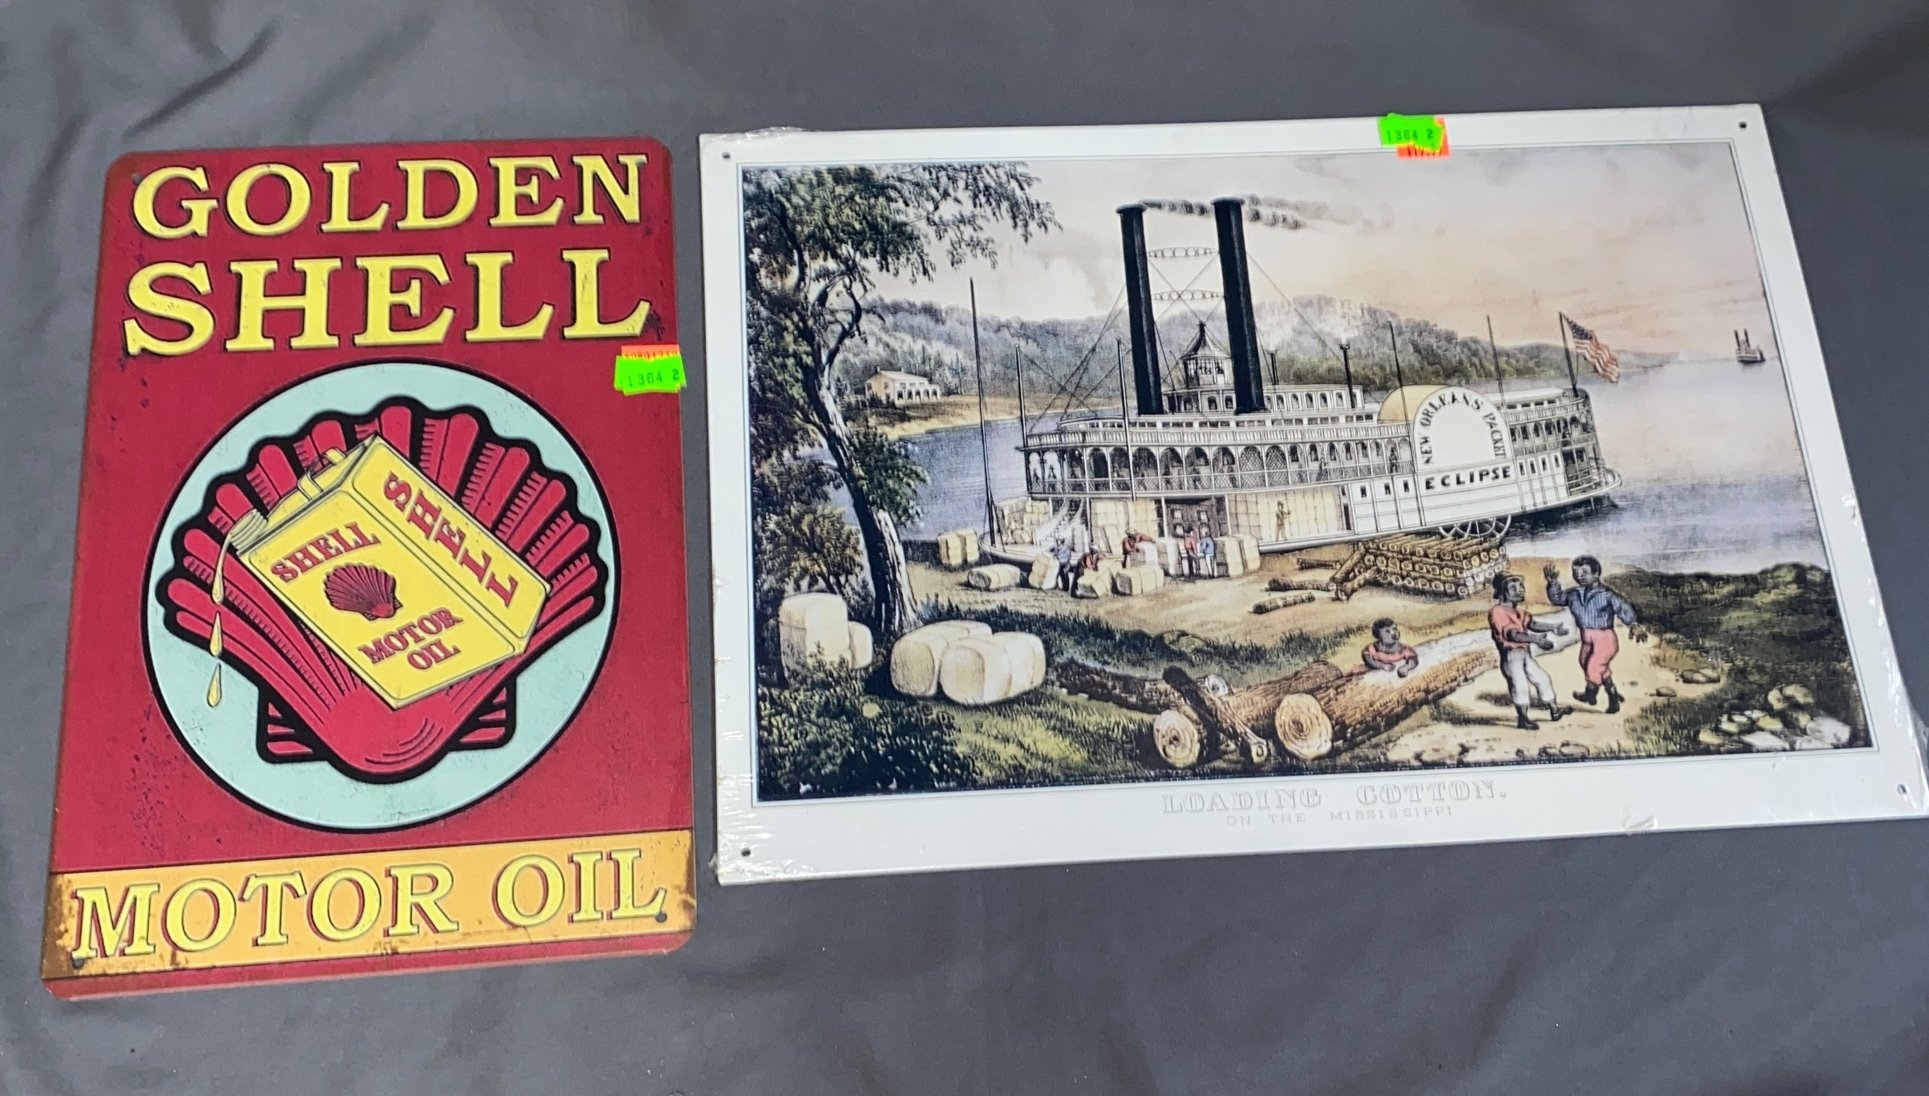 GOLDEN
SHELL
1364 2
SHELL
SHELL
MOTOR
OIL
MOTOR OIL
1364 2
NEW ORLEANS PACKET
ECLIPSE
LOADING COTTON.
ON THE MISSISSIPPI